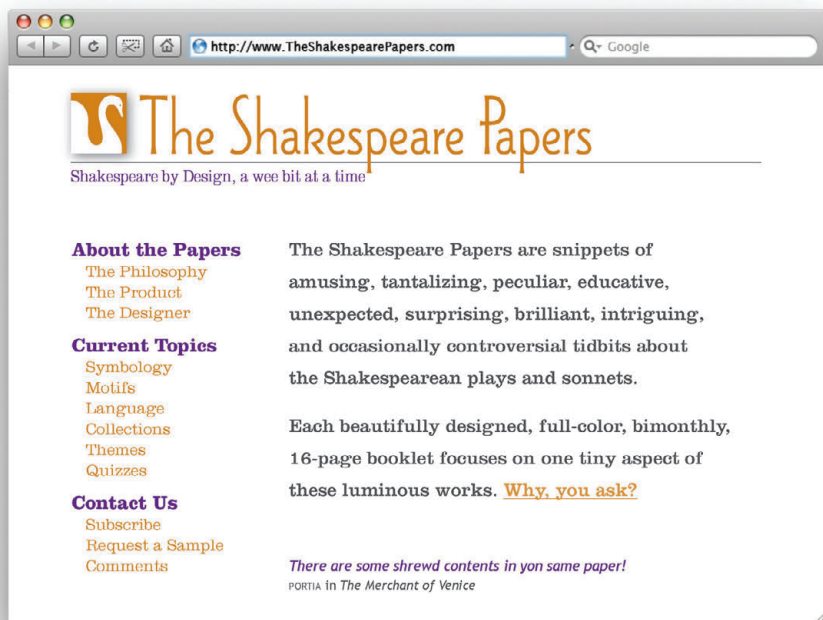 http://www.TheShakespearePapers.com
Google
The Shakespeare Papers
Shakespeare by Design, a wee bit at a time
About the Papers
The Philosophy
The Product
The Designer
Current Topics
Symbology
Motifs
Language
Collections
Themes
Quizzes
Contact Us
Subscribe
Request a Sample
Comments
The Shakespeare Papers are snippets of
amusing, tantalizing, peculiar, educative,
unexpected, surprising, brilliant, intriguing,
and occasionally controversial tidbits about
the Shakespearean plays and sonnets.
Each beautifully designed, full-color, bimonthly,
16-page booklet focuses on one tiny aspect of
these luminous works. Why, you ask?
There are some shrewd contents in yon same paper!
PORTIA in The Merchant of Venice